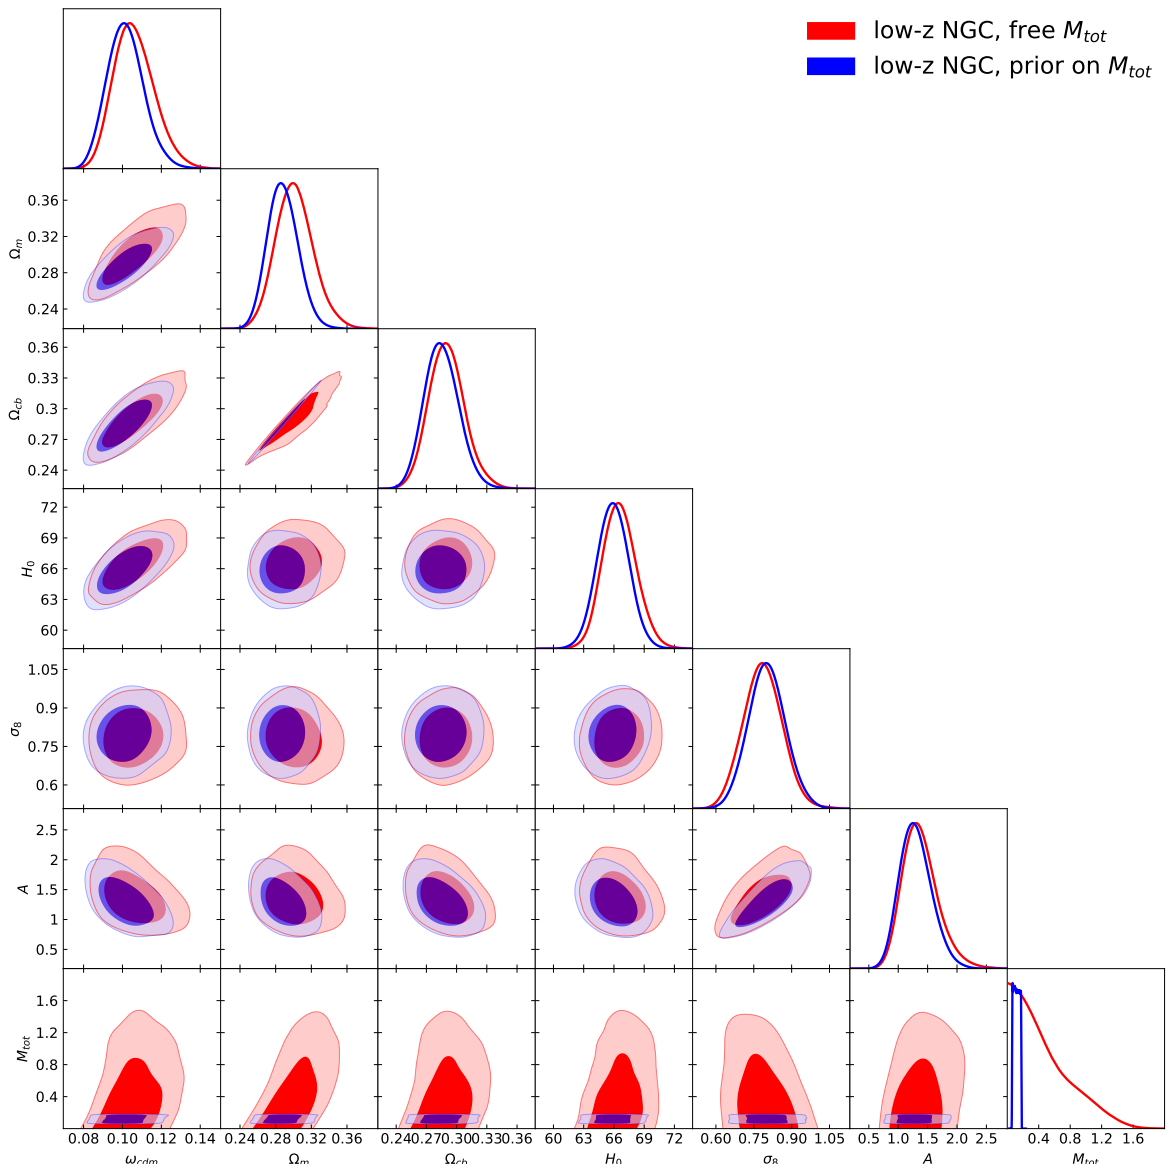 low-z NGC, free M_tot
low-z NGC, prior on M_tot
0.36
0.32
0.28
0.24
Ω_m
0.36
0.33
0.3
0.27
0.24
Ω_cb
72
69
66
63
60
H_0
1.05
0.9
0.75
0.6
σ_8
2.5
2
1.5
1
0.5
A
1.6
1.2
0.8
0.4
M_tot
0.08 0.10 0.12 0.14 0.24 0.28 0.32 0.36 0.24 0.27 0.30 0.33 0.36 60 63 66 69 72 0.60 0.75 0.90 1.05 0.5 1.0 1.5 2.0 2.5 0.4 0.8 1.2 1.6
ω_cdm Ω_m Ω_cb H_0 σ_8 A M_tot